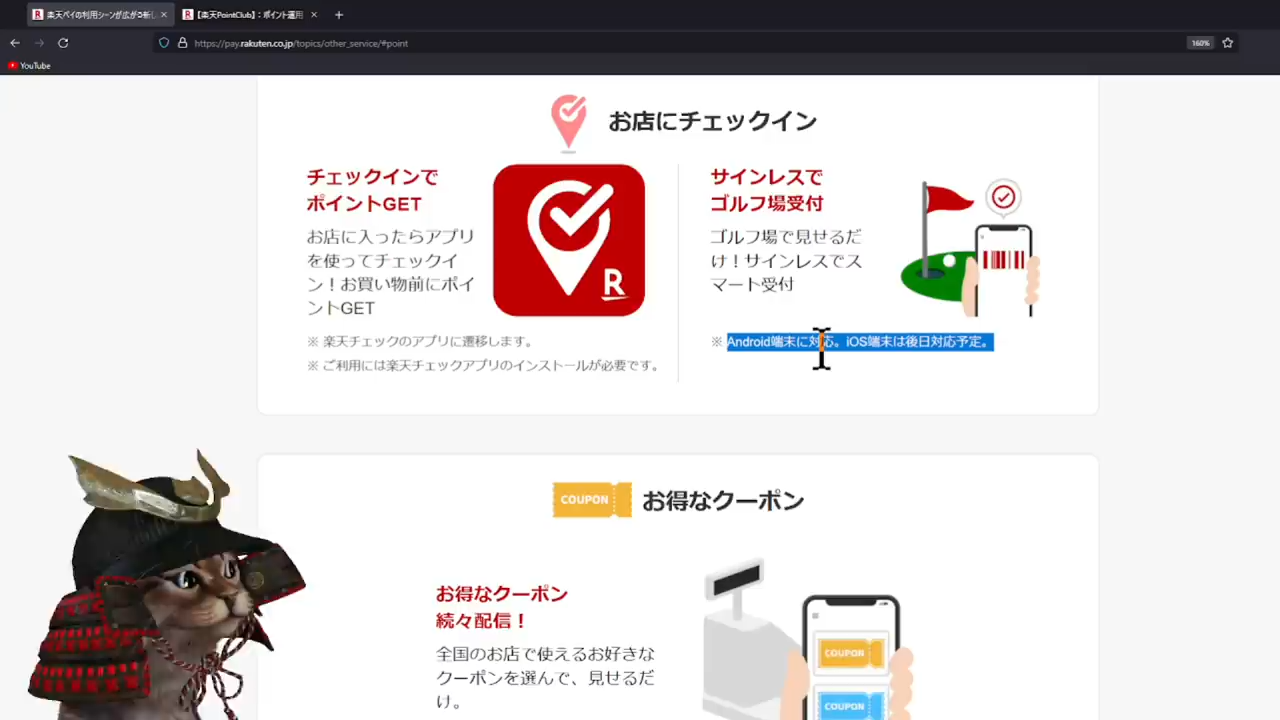 楽天ペイの利用シーンが広がる新し
【楽天PointClub】：ポイント運用
https://pay.rakuten.co.jp/topics/other_service/#point
160%
YouTube
お店にチェックイン
チェックインで
ポイントGET
お店に入ったらアプリ
を使ってチェックイ
ン！お買い物前にポイ
ントGET
※ 楽天チェックのアプリに遷移します。
※ ご利用には楽天チェックアプリのインストールが必要です。
R
サインレスで
ゴルフ場受付
ゴルフ場で見せるだ
け！サインレスでス
マート受付
※ Android端末に対応。iOS端末は後日対応予定。
COUPON お得なクーポン
お得なクーポン
続々配信！
全国のお店で使えるお好きな
クーポンを選んで、見せるだ
け。
COUPON
COUPON